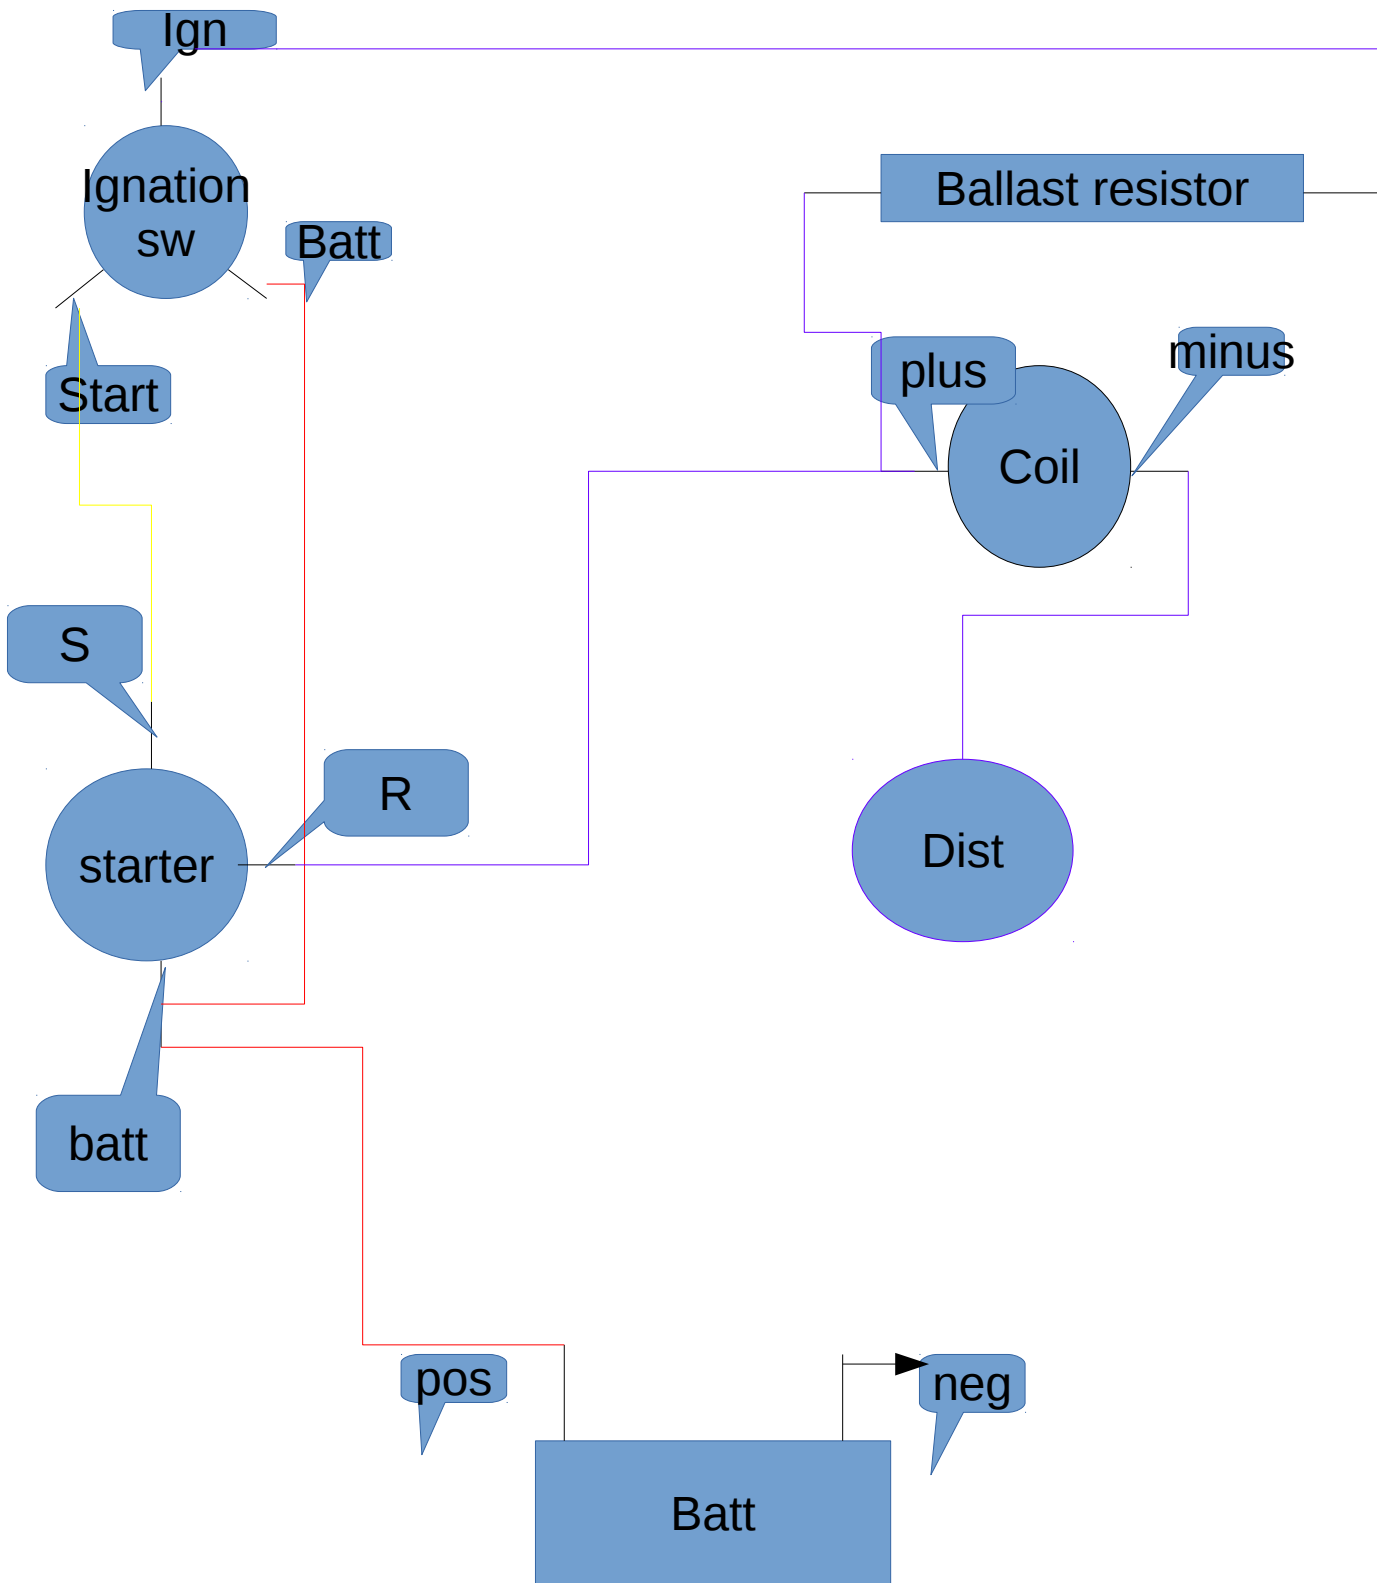 Ign
Ignation
sw
Batt
Start
Ballast resistor
plus
minus
Coil
S
R
starter
Dist
batt
pos
neg
Batt